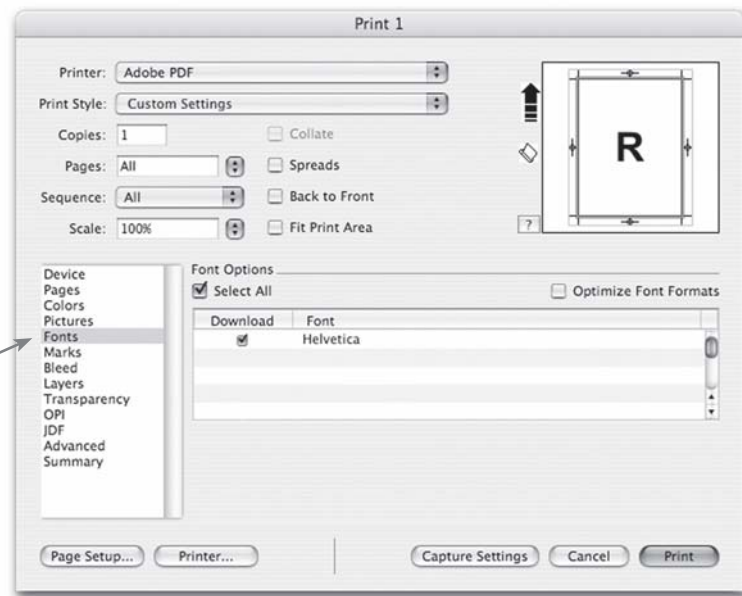 Print 1
Printer: Adobe PDF
Print Style: Custom Settings
Copies: 1 Collate
Pages: All Spreads
Sequence: All Back to Front
Scale: 100% Fit Print Area
R
?
Device
Pages
Colors
Pictures
Fonts
Marks
Bleed
Layers
Transparency
OPI
JDF
Advanced
Summary
Font Options
Select All Optimize Font Formats
Download Font
Helvetica
Page Setup... Printer... Capture Settings Cancel Print